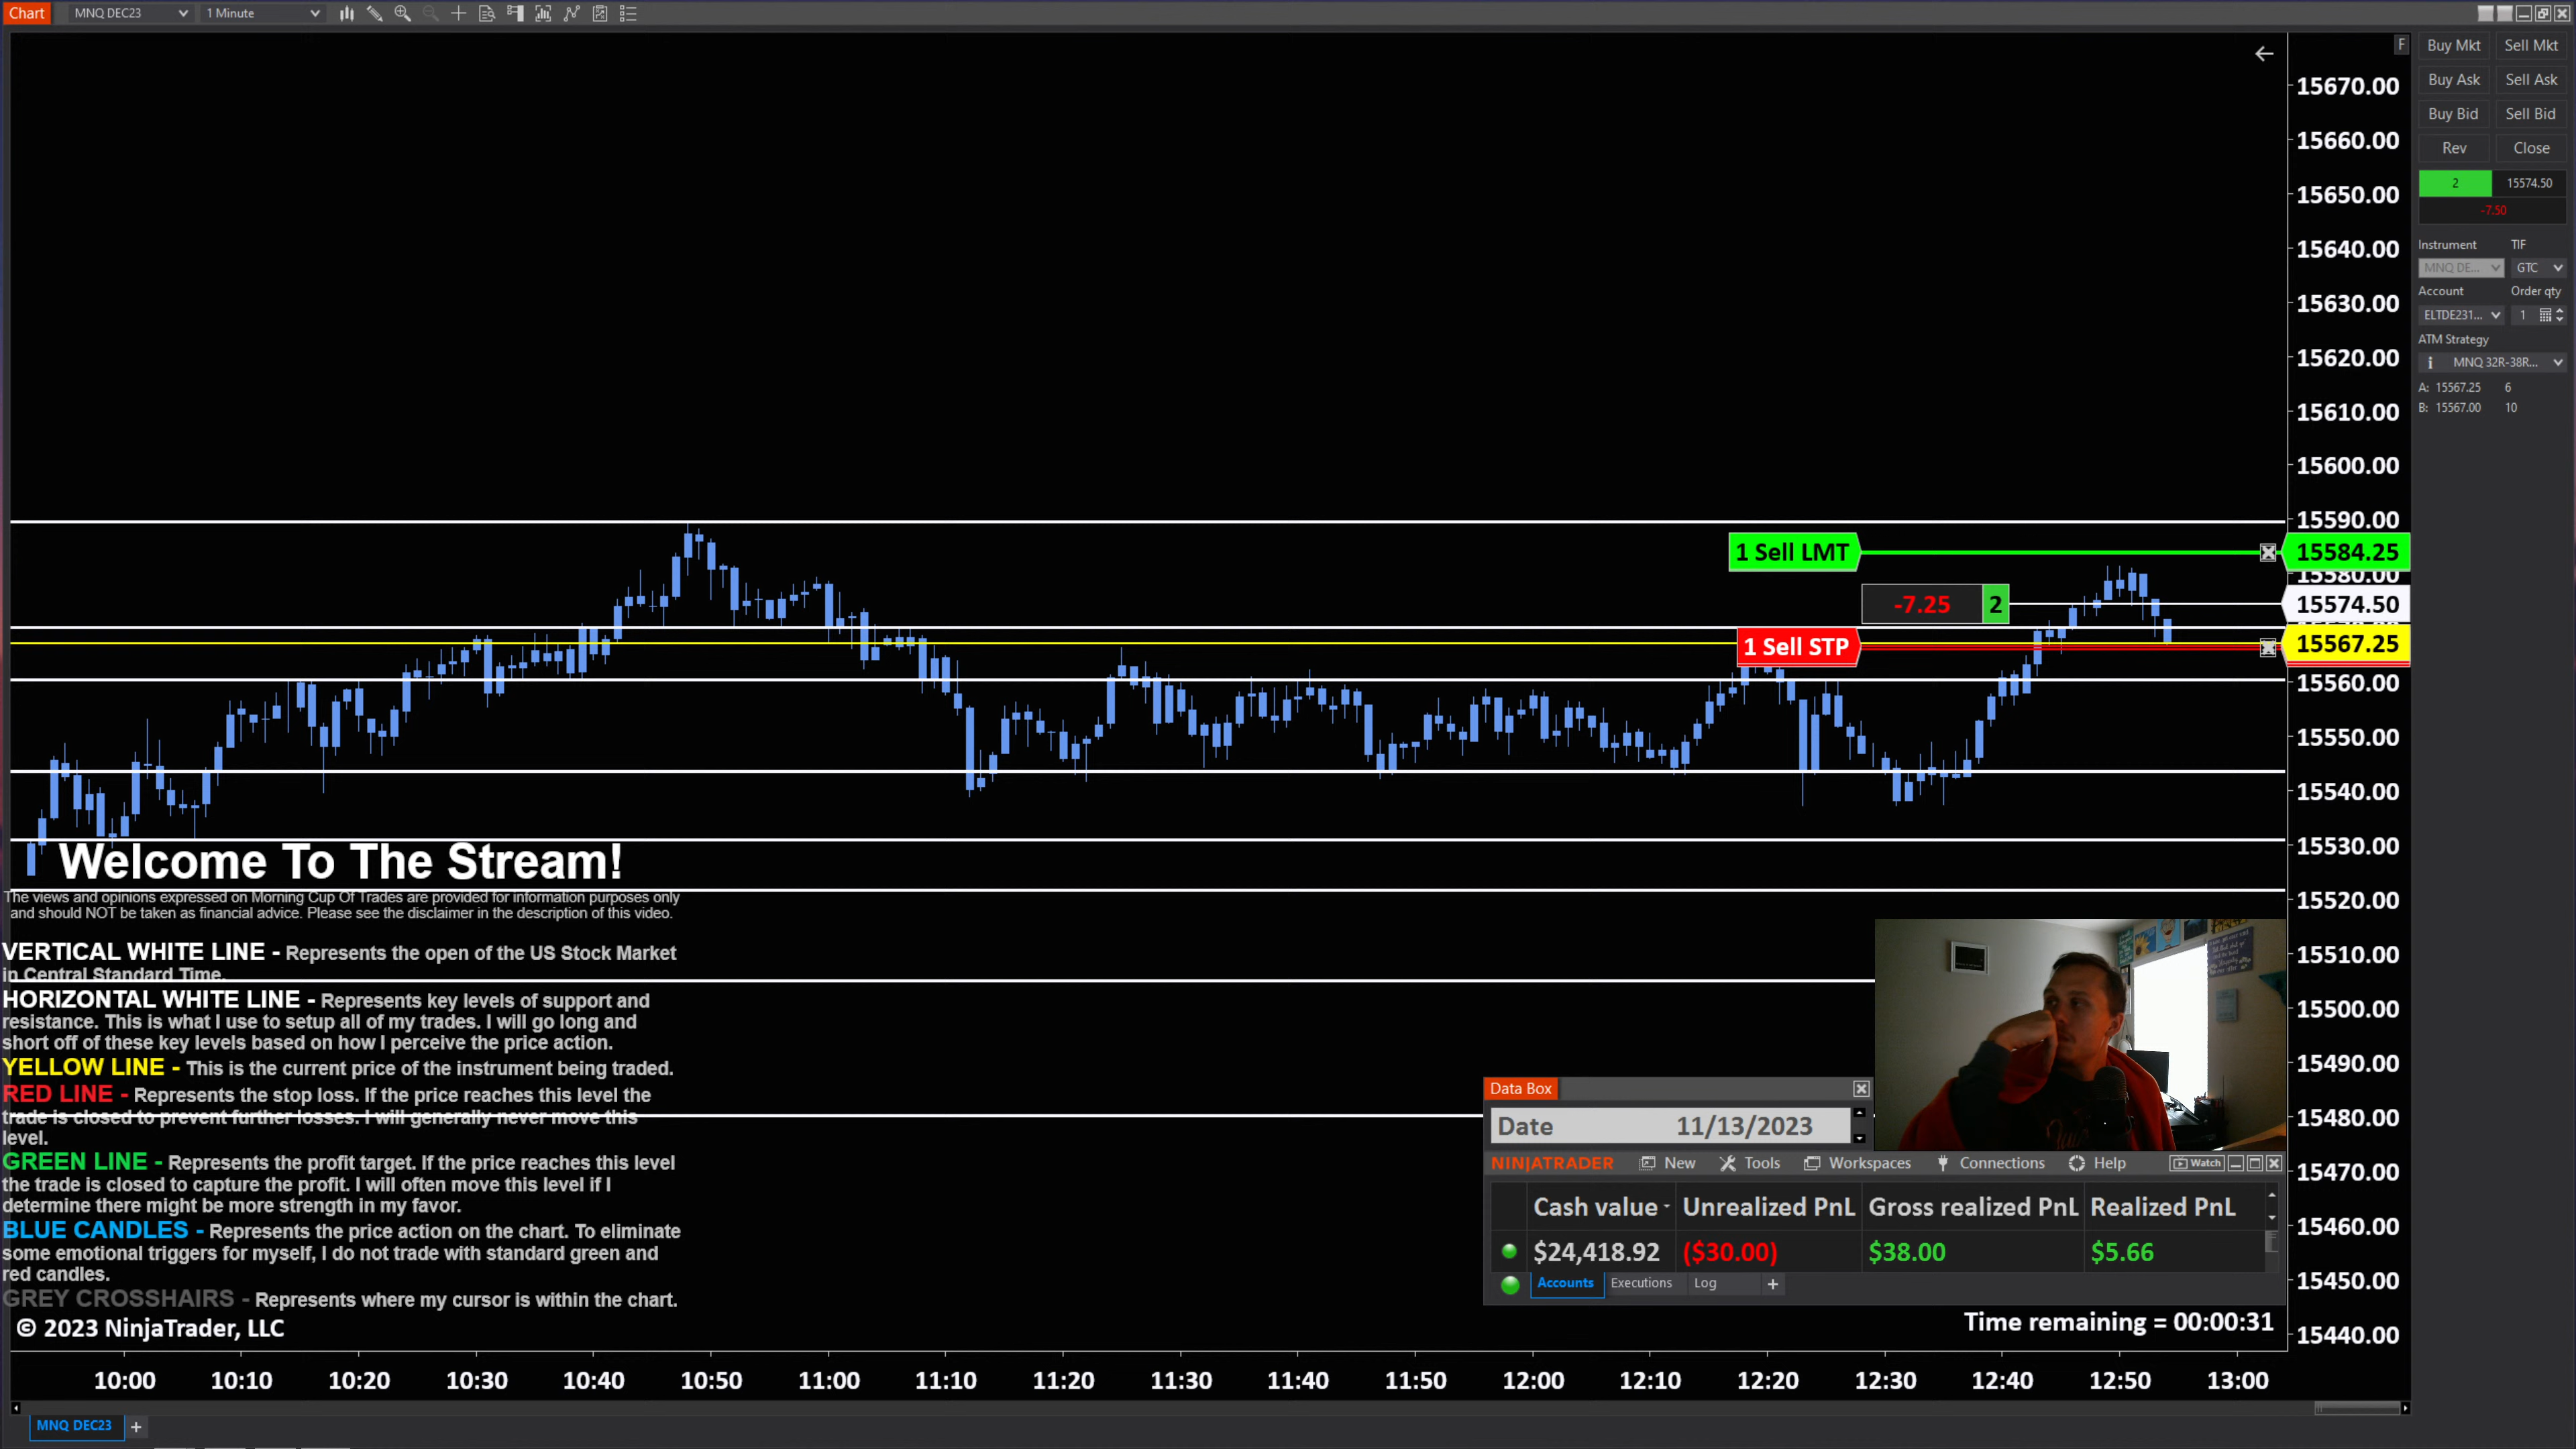 Chart MNQ DEC23 1 Minute
F
Buy Mkt Sell Mkt
Buy Ask Sell Ask
Buy Bid Sell Bid
Rev Close
2 15574.50
-7.50
Instrument TIF
MNQ DE... GTC
Account Order qty
ELTDE231... 1
ATM Strategy
i MNQ 32R-38R...
A: 15567.25 6
B: 15567.00 10
15670.00
15660.00
15650.00
15640.00
15630.00
15620.00
15610.00
15600.00
15590.00
1 Sell LMT 15584.25
15580.00
-7.25 2 15574.50
1 Sell STP 15567.25
15560.00
15550.00
15540.00
15530.00
15520.00
15510.00
15500.00
15490.00
15480.00
15470.00
15460.00
15450.00
15440.00
Welcome To The Stream!
The views and opinions expressed on Morning Cup Of Trades are provided for information purposes only
and should NOT be taken as financial advice. Please see the disclaimer in the description of this video.
VERTICAL WHITE LINE - Represents the open of the US Stock Market
in Central Standard Time.
HORIZONTAL WHITE LINE - Represents key levels of support and
resistance. This is what I use to setup all of my trades. I will go long and
short off of these key levels based on how I perceive the price action.
YELLOW LINE - This is the current price of the instrument being traded.
RED LINE - Represents the stop loss. If the price reaches this level the
trade is closed to prevent further losses. I will generally never move this
level.
GREEN LINE - Represents the profit target. If the price reaches this level
the trade is closed to capture the profit. I will often move this level if I
determine there might be more strength in my favor.
BLUE CANDLES - Represents the price action on the chart. To eliminate
some emotional triggers for myself, I do not trade with standard green and
red candles.
GREY CROSSHAIRS - Represents where my cursor is within the chart.
© 2023 NinjaTrader, LLC
Data Box
Date 11/13/2023
NINJATRADER New Tools Workspaces Connections Help Watch
Cash value Unrealized PnL Gross realized PnL Realized PnL
$24,418.92 ($30.00) $38.00 $5.66
Accounts Executions Log +
Time remaining = 00:00:31
10:00 10:10 10:20 10:30 10:40 10:50 11:00 11:10 11:20 11:30 11:40 11:50 12:00 12:10 12:20 12:30 12:40 12:50 13:00
MNQ DEC23 +